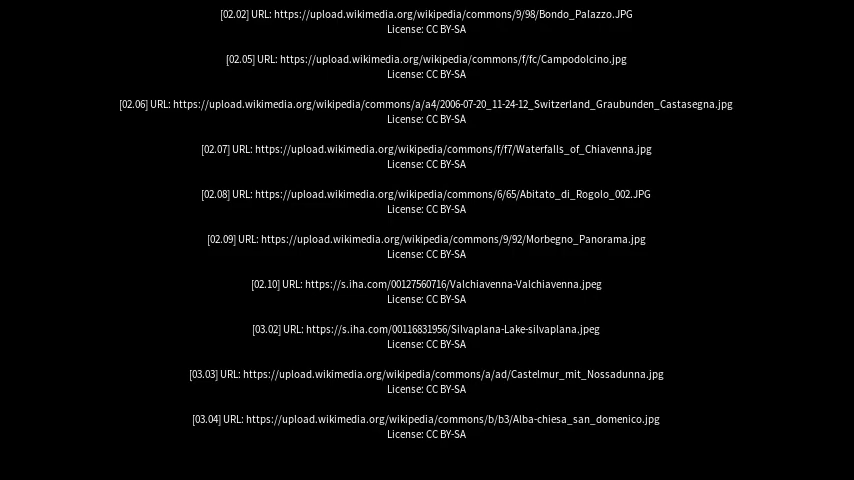 [02.02] URL: https://upload.wikimedia.org/wikipedia/commons/9/98/Bondo_Palazzo.JPG
License: CC BY-SA
[02.05] URL: https://upload.wikimedia.org/wikipedia/commons/f/fc/Campodolcino.jpg
License: CC BY-SA
[02.06] URL: https://upload.wikimedia.org/wikipedia/commons/a/a4/2006-07-20_11-24-12_Switzerland_Graubunden_Castasegna.jpg
License: CC BY-SA
[02.07] URL: https://upload.wikimedia.org/wikipedia/commons/f/f7/Waterfalls_of_Chiavenna.jpg
License: CC BY-SA
[02.08] URL: https://upload.wikimedia.org/wikipedia/commons/6/65/Abitato_di_Rogolo_002.JPG
License: CC BY-SA
[02.09] URL: https://upload.wikimedia.org/wikipedia/commons/9/92/Morbegno_Panorama.jpg
License: CC BY-SA
[02.10] URL: https://s.iha.com/00127560716/Valchiavenna-Valchiavenna.jpeg
License: CC BY-SA
[03.02] URL: https://s.iha.com/00116831956/Silvaplana-Lake-silvaplana.jpeg
License: CC BY-SA
[03.03] URL: https://upload.wikimedia.org/wikipedia/commons/a/ad/Castelmur_mit_Nossadunna.jpg
License: CC BY-SA
[03.04] URL: https://upload.wikimedia.org/wikipedia/commons/b/b3/Alba-chiesa_san_domenico.jpg
License: CC BY-SA